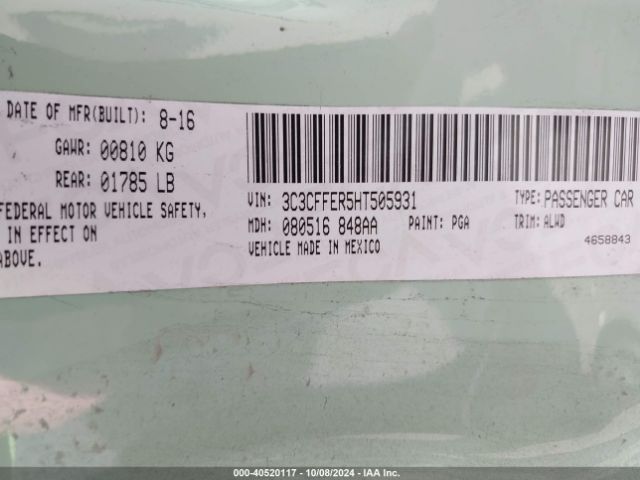 DATE OF MFR(BUILT): 8-16
GAWR: 00810 KG
REAR: 01785 LB
FEDERAL MOTOR VEHICLE SAFETY,
IN EFFECT ON
ABOVE.
VIN: 3C3CFFER5HT505931 TYPE: PASSENGER CAR
MDH: 080516 848AA PAINT: PGA TRIM: ALWD
VEHICLE MADE IN MEXICO 4658843
000-40520117 - 10/08/2024 - IAA Inc.